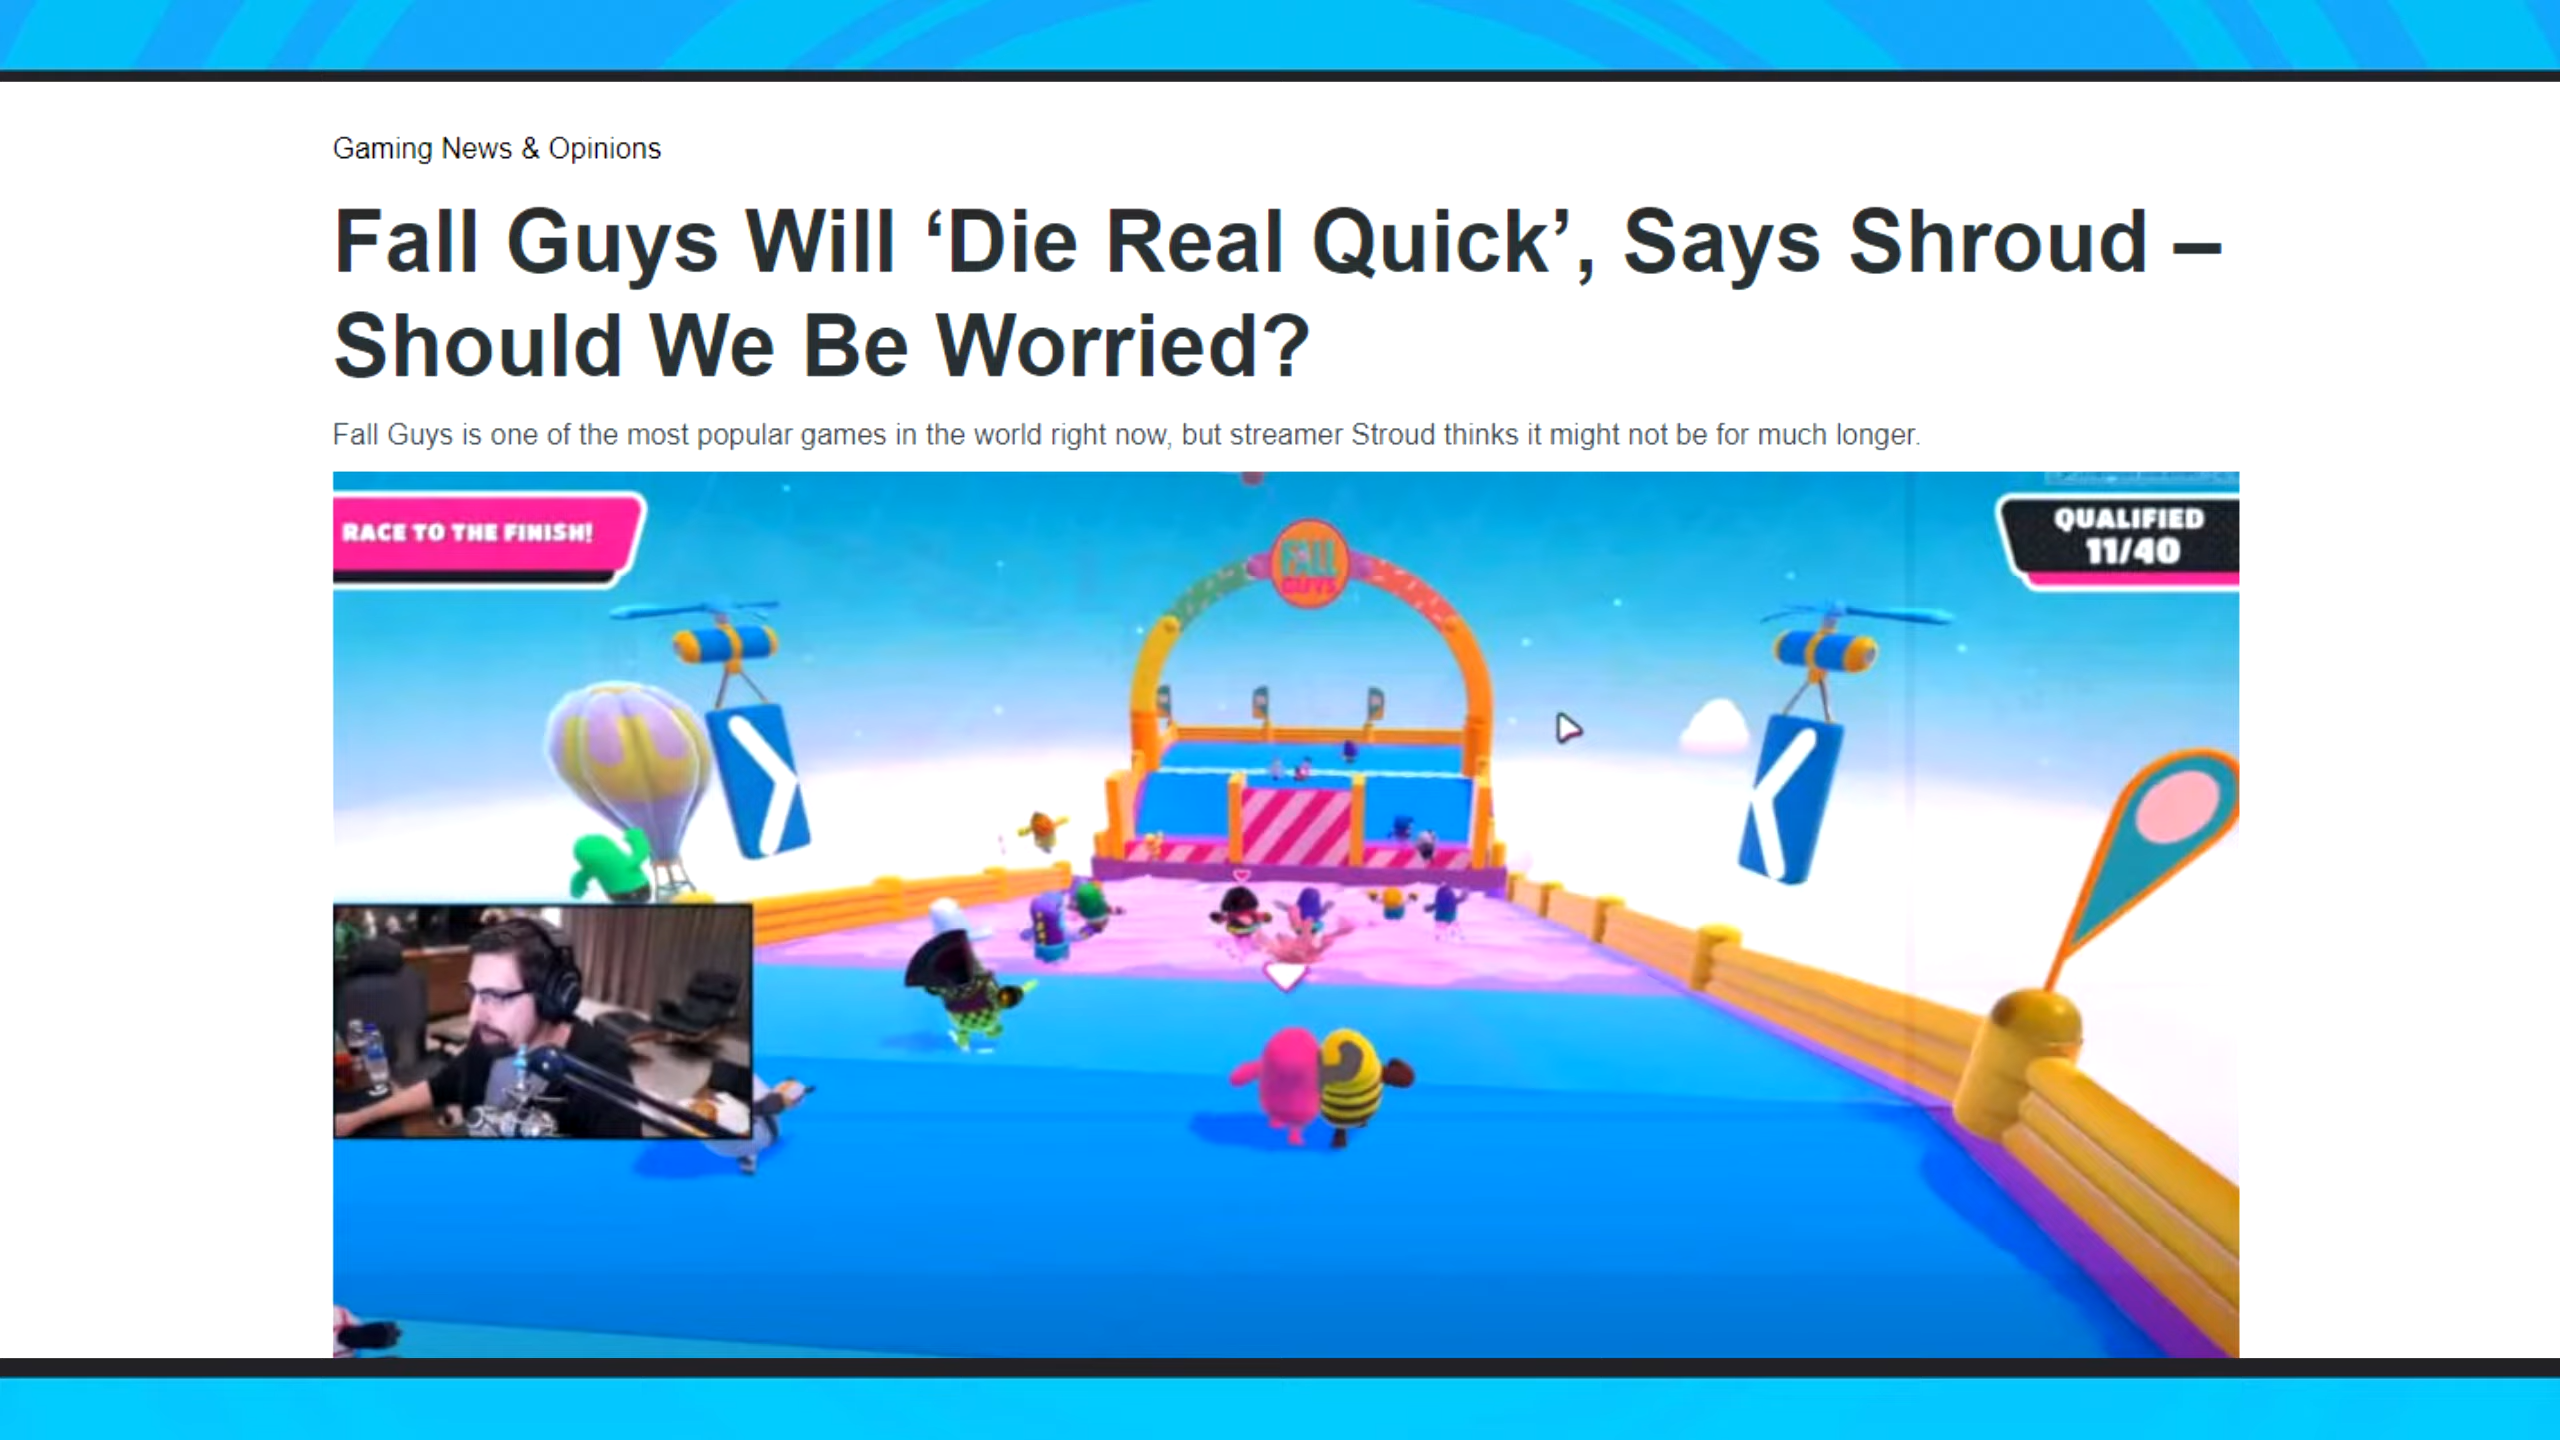 Gaming News & Opinions
Fall Guys Will ‘Die Real Quick’, Says Shroud –
Should We Be Worried?
Fall Guys is one of the most popular games in the world right now, but streamer Stroud thinks it might not be for much longer.
RACE TO THE FINISH!
QUALIFIED
11/40
FALL
GUYS